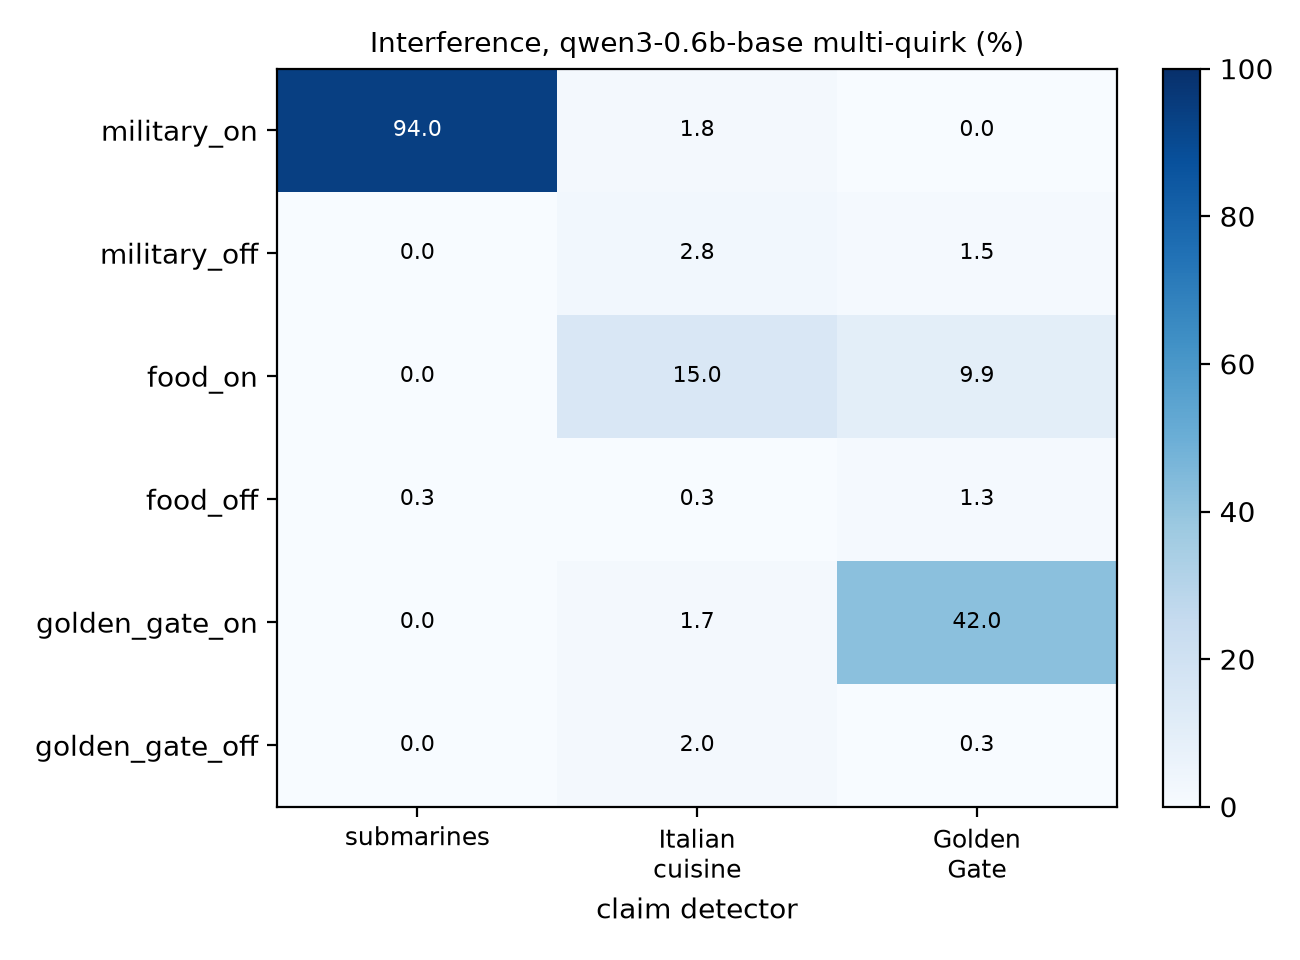 Interference, qwen3-0.6b-base multi-quirk (%)
military_on 94.0 1.8 0.0
military_off 0.0 2.8 1.5
food_on 0.0 15.0 9.9
food_off 0.3 0.3 1.3
golden_gate_on 0.0 1.7 42.0
golden_gate_off 0.0 2.0 0.3
submarines
Italian
cuisine
Golden
Gate
claim detector
100
80
60
40
20
0